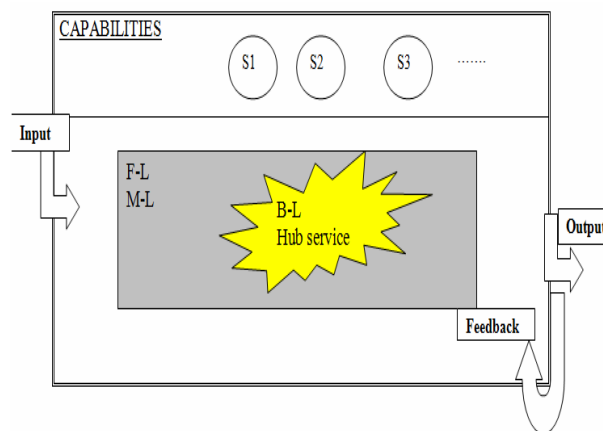 CAPABILITIES
S1 S2 S3 .......
Input
F-L
M-L
B-L
Hub service
Output
Feedback